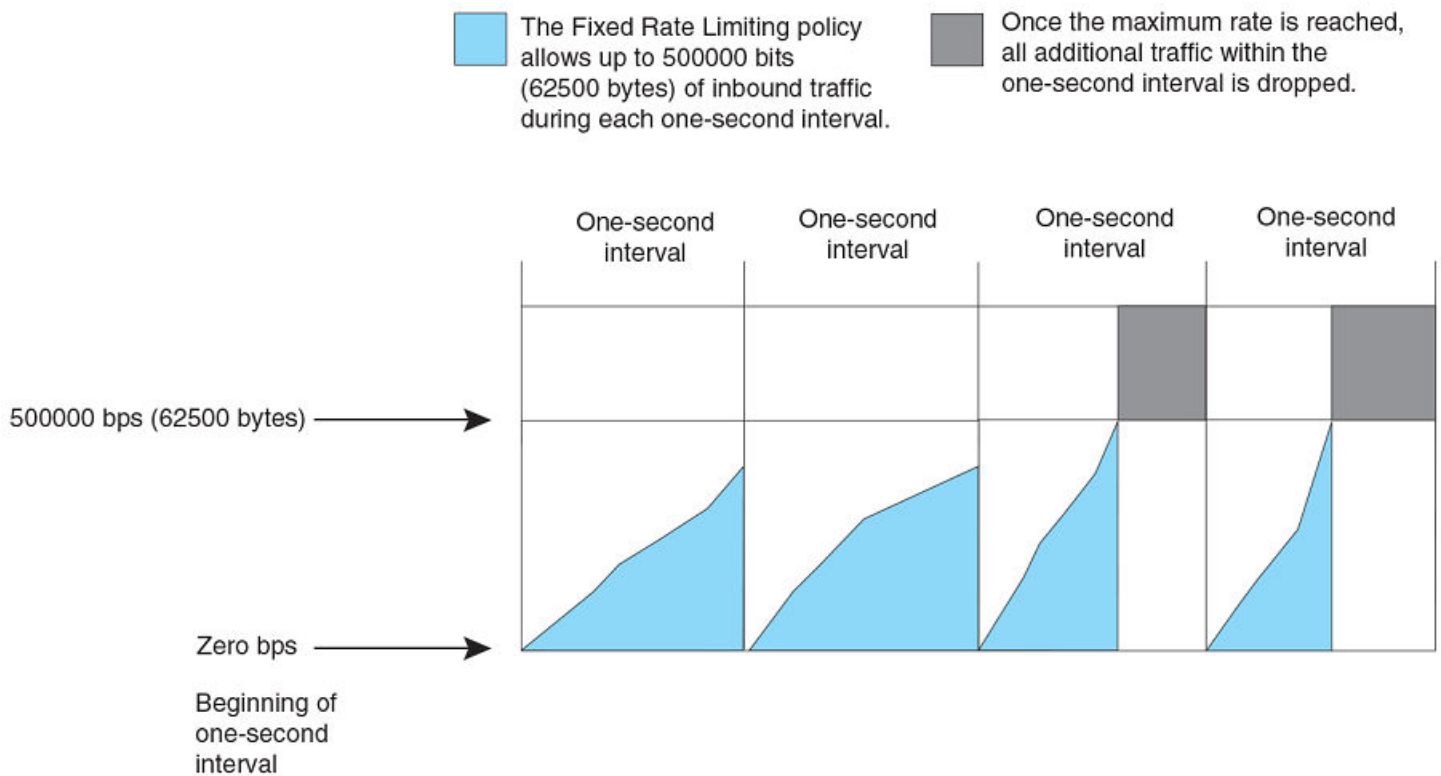 The Fixed Rate Limiting policy
allows up to 500000 bits
(62500 bytes) of inbound traffic
during each one-second interval.
Once the maximum rate is reached,
all additional traffic within the
one-second interval is dropped.
One-second
interval
One-second
interval
One-second
interval
One-second
interval
500000 bps (62500 bytes)
Zero bps
Beginning of
one-second
interval